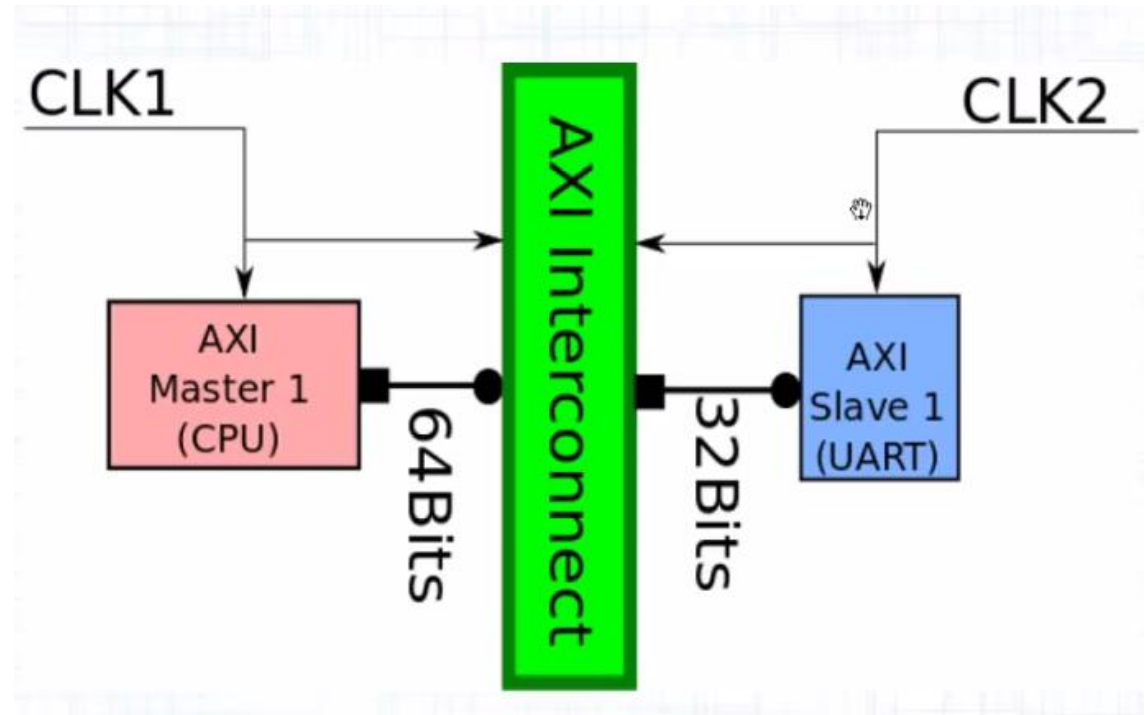 CLK1
CLK2
AXI Interconnect
AXI
Master 1
(CPU)
64Bits
32Bits
AXI
Slave 1
(UART)